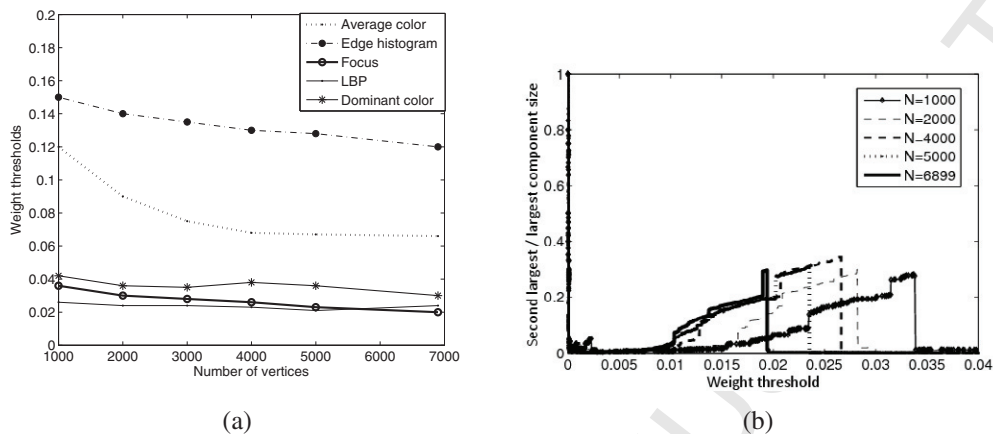 0.2
0.18
0.16
0.14
0.12
0.1
0.08
0.06
0.04
0.02
0
Weight thresholds
1000 2000 3000 4000 5000 6000 7000
Number of vertices
Average color
Edge histogram
Focus
LBP
Dominant color
(a)
1
0.8
0.6
0.4
0.2
0
Second largest / largest component size
0 0.005 0.01 0.015 0.02 0.025 0.03 0.035 0.04
Weight threshold
N=1000
N=2000
N=4000
N=5000
N=6899
(b)